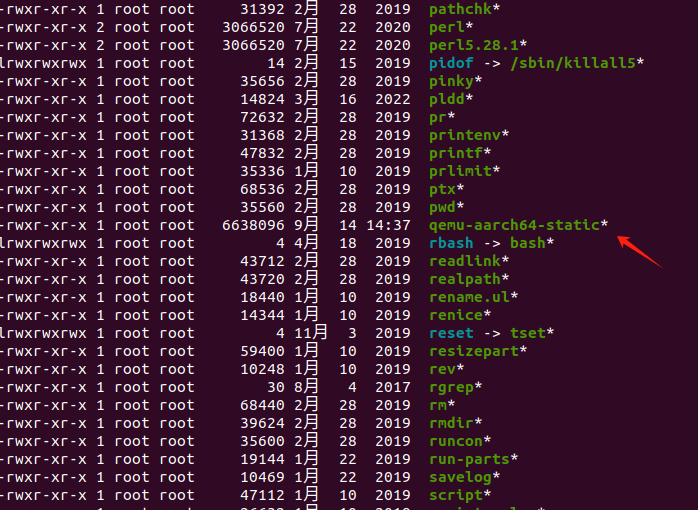 -rwxr-xr-x 1 root root 31392 2月 28 2019 pathchk*
-rwxr-xr-x 2 root root 3066520 7月 22 2020 perl*
-rwxr-xr-x 2 root root 3066520 7月 22 2020 perl5.28.1*
lrwxrwxrwx 1 root root 14 2月 15 2019 pidof -> /sbin/killall5*
-rwxr-xr-x 1 root root 35656 2月 28 2019 pinky*
-rwxr-xr-x 1 root root 14824 3月 16 2022 pldd*
-rwxr-xr-x 1 root root 72632 2月 28 2019 pr*
-rwxr-xr-x 1 root root 31368 2月 28 2019 printenv*
-rwxr-xr-x 1 root root 47832 2月 28 2019 printf*
-rwxr-xr-x 1 root root 35336 1月 10 2019 prlimit*
-rwxr-xr-x 1 root root 68536 2月 28 2019 ptx*
-rwxr-xr-x 1 root root 35560 2月 28 2019 pwd*
-rwxr-xr-x 1 root root 6638096 9月 14 14:37 qemu-aarch64-static*
lrwxrwxrwx 1 root root 4 4月 18 2019 rbash -> bash*
-rwxr-xr-x 1 root root 43712 2月 28 2019 readlink*
-rwxr-xr-x 1 root root 43720 2月 28 2019 realpath*
-rwxr-xr-x 1 root root 18440 1月 10 2019 rename.ul*
-rwxr-xr-x 1 root root 14344 1月 10 2019 renice*
lrwxrwxrwx 1 root root 4 11月 3 2019 reset -> tset*
-rwxr-xr-x 1 root root 59400 1月 10 2019 resizepart*
-rwxr-xr-x 1 root root 10248 1月 10 2019 rev*
-rwxr-xr-x 1 root root 30 8月 4 2017 rgrep*
-rwxr-xr-x 1 root root 68440 2月 28 2019 rm*
-rwxr-xr-x 1 root root 39624 2月 28 2019 rmdir*
-rwxr-xr-x 1 root root 35600 2月 28 2019 runcon*
-rwxr-xr-x 1 root root 19144 1月 22 2019 run-parts*
-rwxr-xr-x 1 root root 10469 1月 22 2019 savelog*
-rwxr-xr-x 1 root root 47112 1月 10 2019 script*